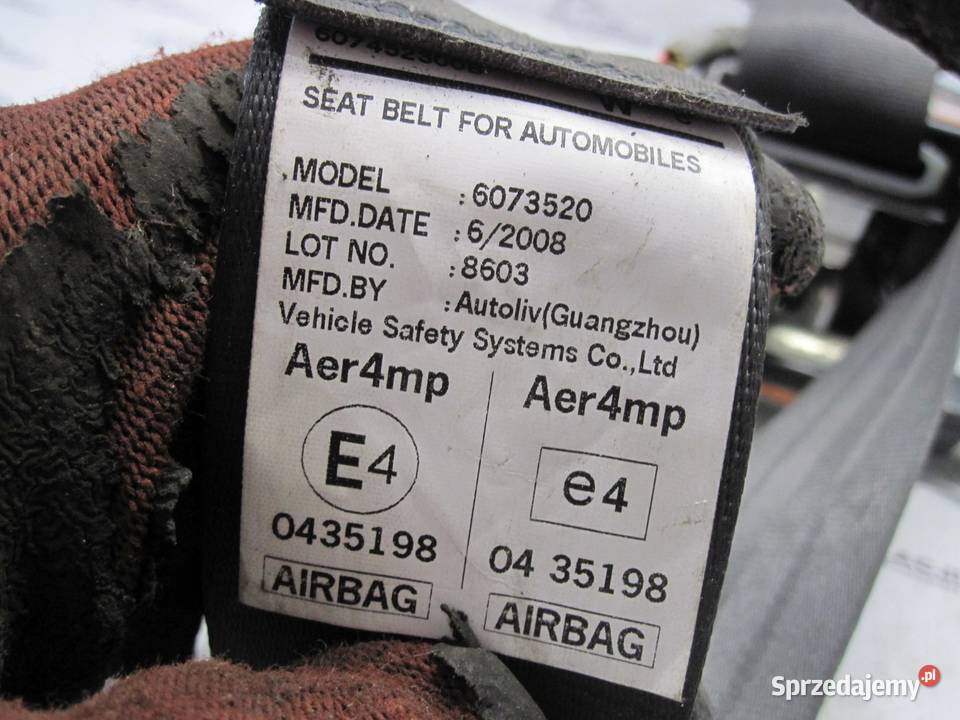 SEAT BELT FOR AUTOMOBILES
MODEL :6073520
MFD.DATE :6/2008
LOT NO. :8603
MFD.BY :Autoliv(Guangzhou)
Vehicle Safety Systems Co.,Ltd
Aer4mp Aer4mp
E4 e4
0435198 04 35198
AIRBAG AIRBAG
Sprzedajemy.pl